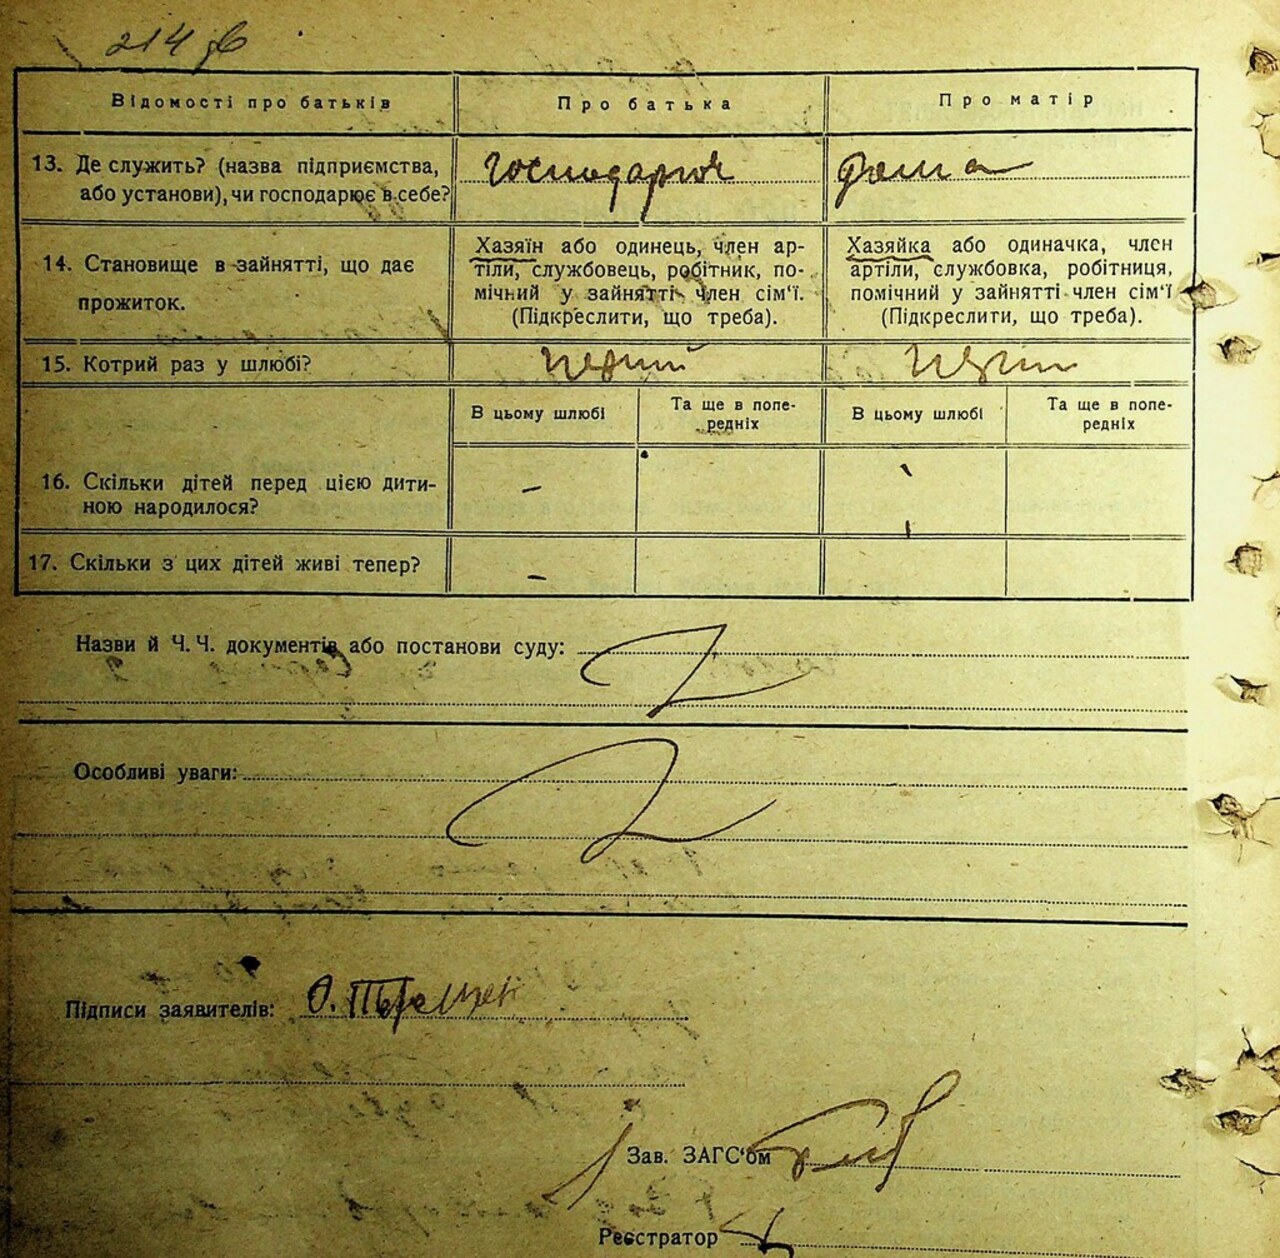 214 зв
Відомості про батьків
Про батька
Про матір
13. Де служить? (назва підприємства,
або установи), чи господарює в себе?
господарює
14. Становище в зайнятті, що дає
прожиток.
Хазяїн або одинець, член ар-
тіли, службовець, робітник, по-
мічний у зайнятті член сім'ї.
(Підкреслити, що треба).
Хазяйка або одиначка, член
артіли, службовка, робітниця,
помічний у зайнятті член сім'ї
(Підкреслити, що треба).
15. Котрий раз у шлюбі?
Перший
Перший
В цьому шлюбі
Та ще в попе-
редніх
В цьому шлюбі
Та ще в попе-
редніх
16. Скільки дітей перед цією дити-
ною народилося?
–
17. Скільки з цих дітей живі тепер?
–
Назви й Ч. Ч. документів або постанови суду:
Особливі уваги:
Підписи заявителів:
Зав. ЗАГС'ом
Реєстратор